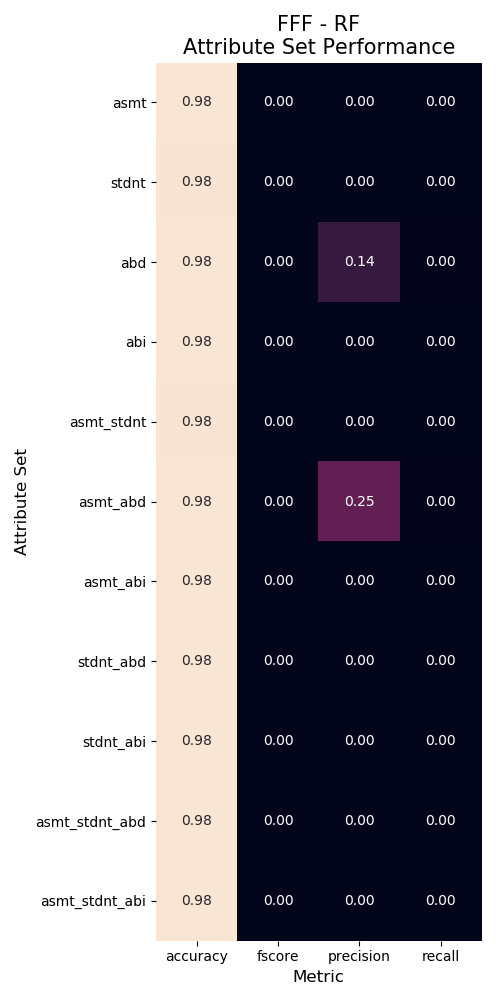 FFF - RF
Attribute Set Performance
asmt 0.98 0.00 0.00 0.00
stdnt 0.98 0.00 0.00 0.00
abd 0.98 0.00 0.14 0.00
abi 0.98 0.00 0.00 0.00
asmt_stdnt 0.98 0.00 0.00 0.00
asmt_abd 0.98 0.00 0.25 0.00
asmt_abi 0.98 0.00 0.00 0.00
stdnt_abd 0.98 0.00 0.00 0.00
stdnt_abi 0.98 0.00 0.00 0.00
asmt_stdnt_abd 0.98 0.00 0.00 0.00
asmt_stdnt_abi 0.98 0.00 0.00 0.00
Attribute Set
accuracy fscore precision recall
Metric